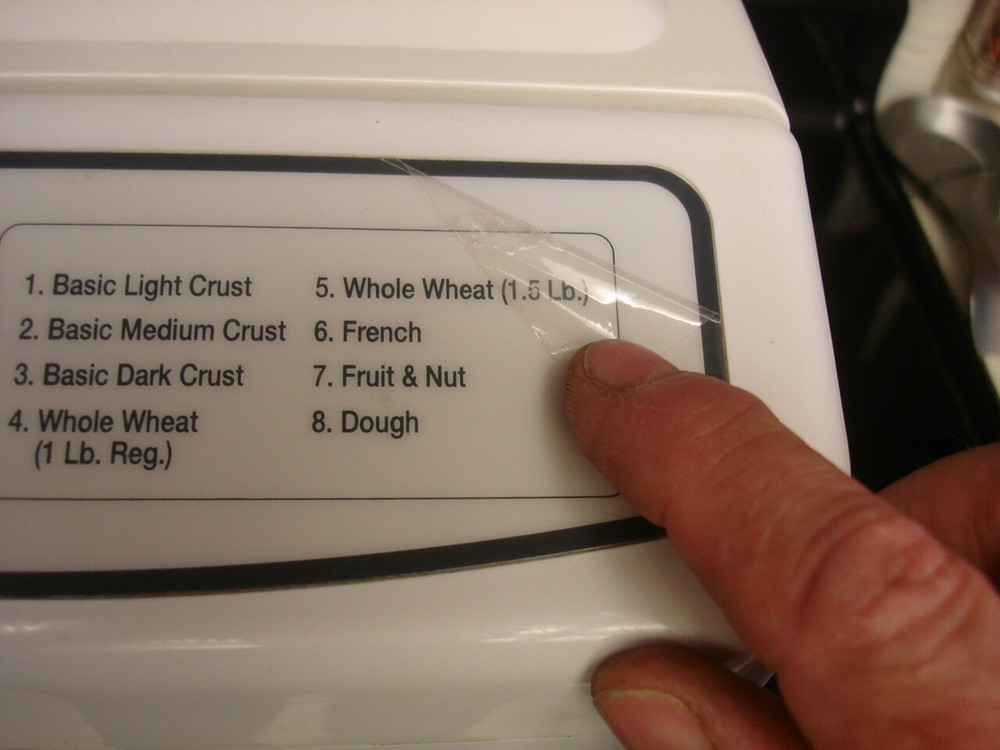 1. Basic Light Crust
2. Basic Medium Crust
3. Basic Dark Crust
4. Whole Wheat
(1 Lb. Reg.)
5. Whole Wheat (1.5 Lb.)
6. French
7. Fruit & Nut
8. Dough